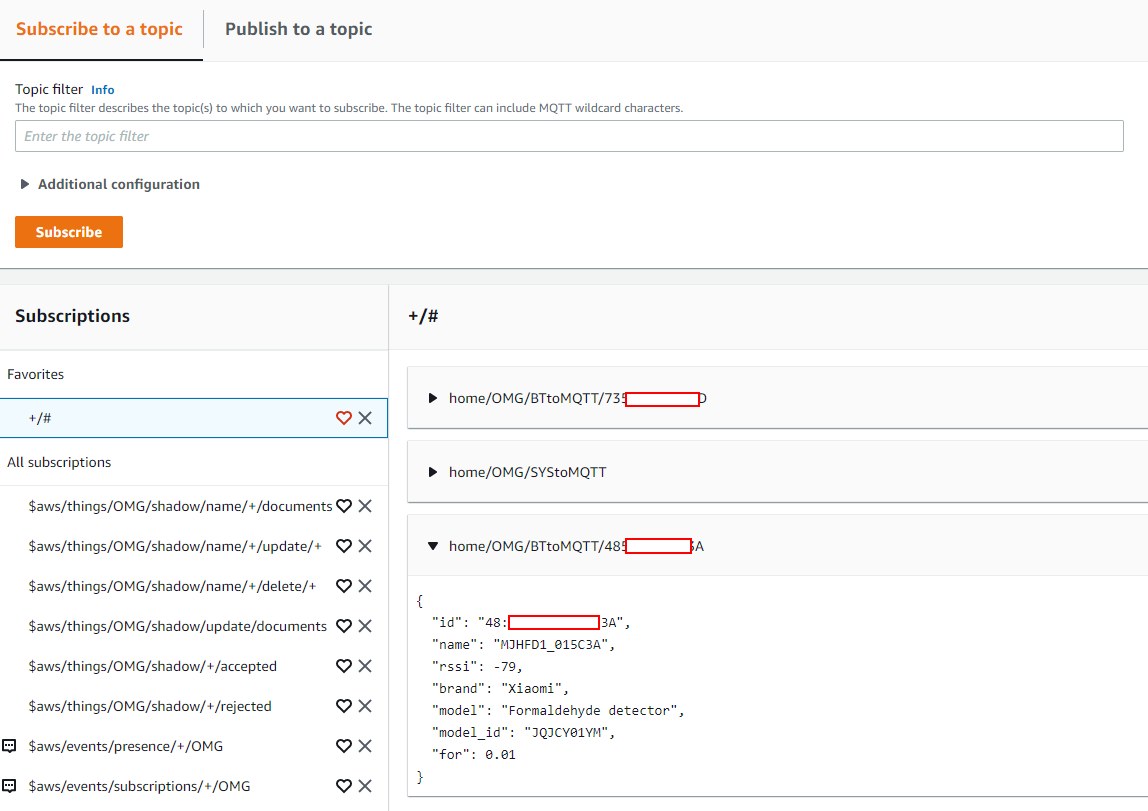 Subscribe to a topic
Publish to a topic
Topic filter Info
The topic filter describes the topic(s) to which you want to subscribe. The topic filter can include MQTT wildcard characters.
Enter the topic filter
Additional configuration
Subscribe
Subscriptions
+/#
Favorites
+/#
All subscriptions
$aws/things/OMG/shadow/name/+/documents
$aws/things/OMG/shadow/name/+/update/+
$aws/things/OMG/shadow/name/+/delete/+
$aws/things/OMG/shadow/update/documents
$aws/things/OMG/shadow/+/accepted
$aws/things/OMG/shadow/+/rejected
$aws/events/presence/+/OMG
$aws/events/subscriptions/+/OMG
home/OMG/BTtoMQTT/735 D
home/OMG/SYStoMQTT
home/OMG/BTtoMQTT/485 A
{
"id": "48: 3A",
"name": "MJHFD1_015C3A",
"rssi": -79,
"brand": "Xiaomi",
"model": "Formaldehyde detector",
"model_id": "JQJCY01YM",
"for": 0.01
}